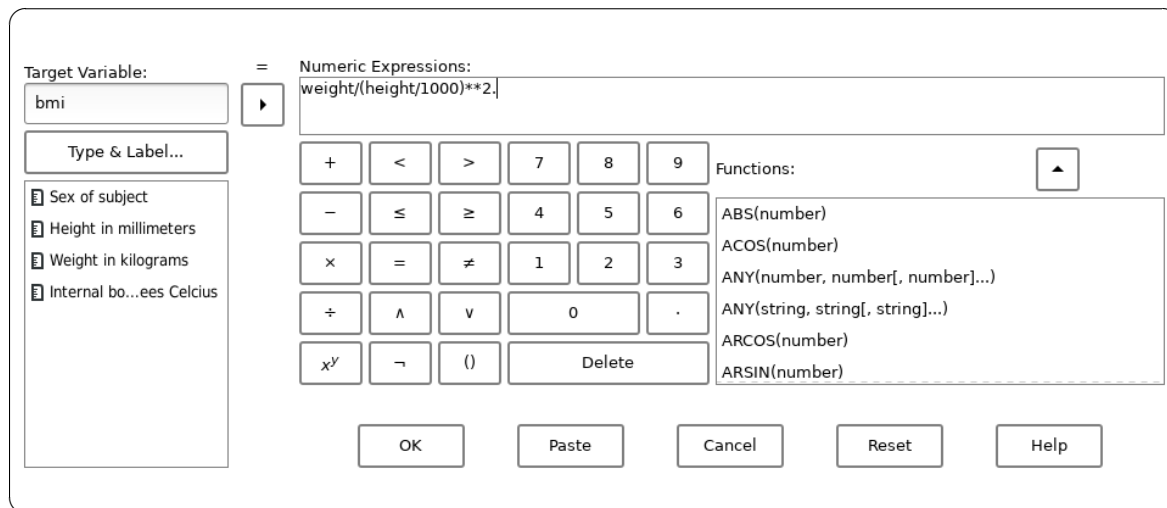 Target Variable:
=
Numeric Expressions:
bmi
weight/(height/1000)**2.
Type & Label...
Sex of subject
Height in millimeters
Weight in kilograms
Internal bo...ees Celcius
+ < > 7 8 9
− ≤ ≥ 4 5 6
× = ≠ 1 2 3
÷ ∧ ∨ 0 ·
xʸ ¬ () Delete
Functions:
ABS(number)
ACOS(number)
ANY(number, number[, number]...)
ANY(string, string[, string]...)
ARCOS(number)
ARSIN(number)
OK Paste Cancel Reset Help